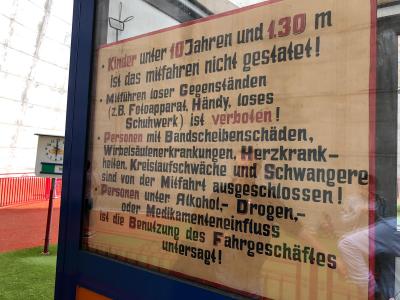 • Kinder unter 10 Jahren und 1.30 m
ist das mitfahren nicht gestatet!
• Mitführen loser Gegenständen
(z.B. Fotoapparat, Händy, loses
Schuhwerk) ist verboten!
• Personen mit Bandscheibenschäden,
Wirbelsäulenerkrankungen, Herzkrank-
heiten, Kreislaufschwäche und Schwangere
sind von der Mitfahrt ausgeschlossen!
• Personen unter Alkohol,- Drogen,-
oder Medikamenteneinfluss
ist die Benutzung des Fahrgeschäftes
untersagt!